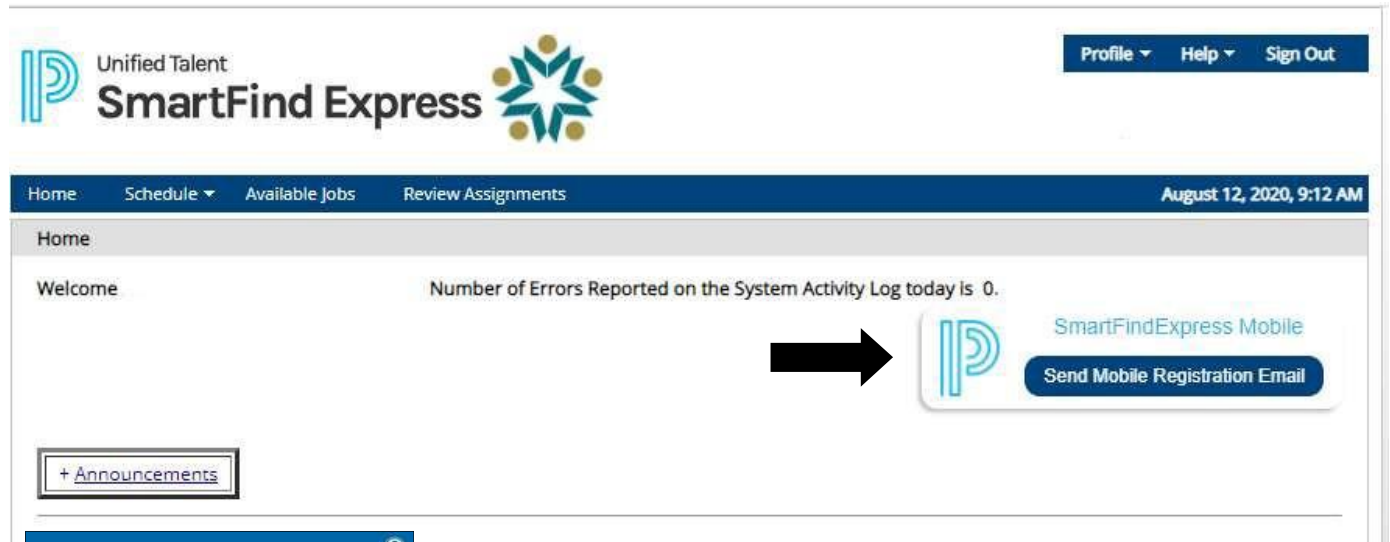 Unified Talent
SmartFind Express
Profile Help Sign Out
Home Schedule Available Jobs Review Assignments August 12, 2020, 9:12 AM
Home
Welcome Number of Errors Reported on the System Activity Log today is 0.
SmartFindExpress Mobile
Send Mobile Registration Email
+ Announcements